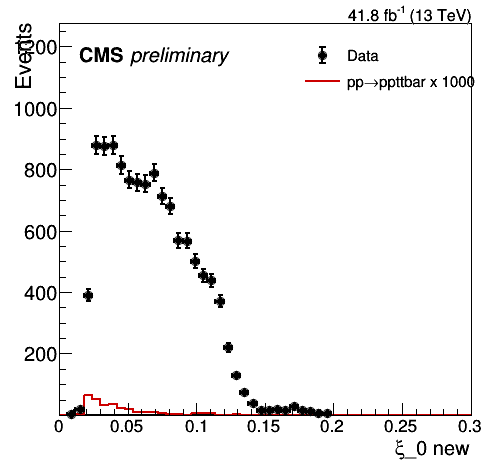 41.8 fb⁻¹ (13 TeV)
Events
CMS preliminary
Data
pp→ppttbar x 1000
1200
1000
800
600
400
200
0 0.05 0.1 0.15 0.2 0.25 0.3
ξ_0 new